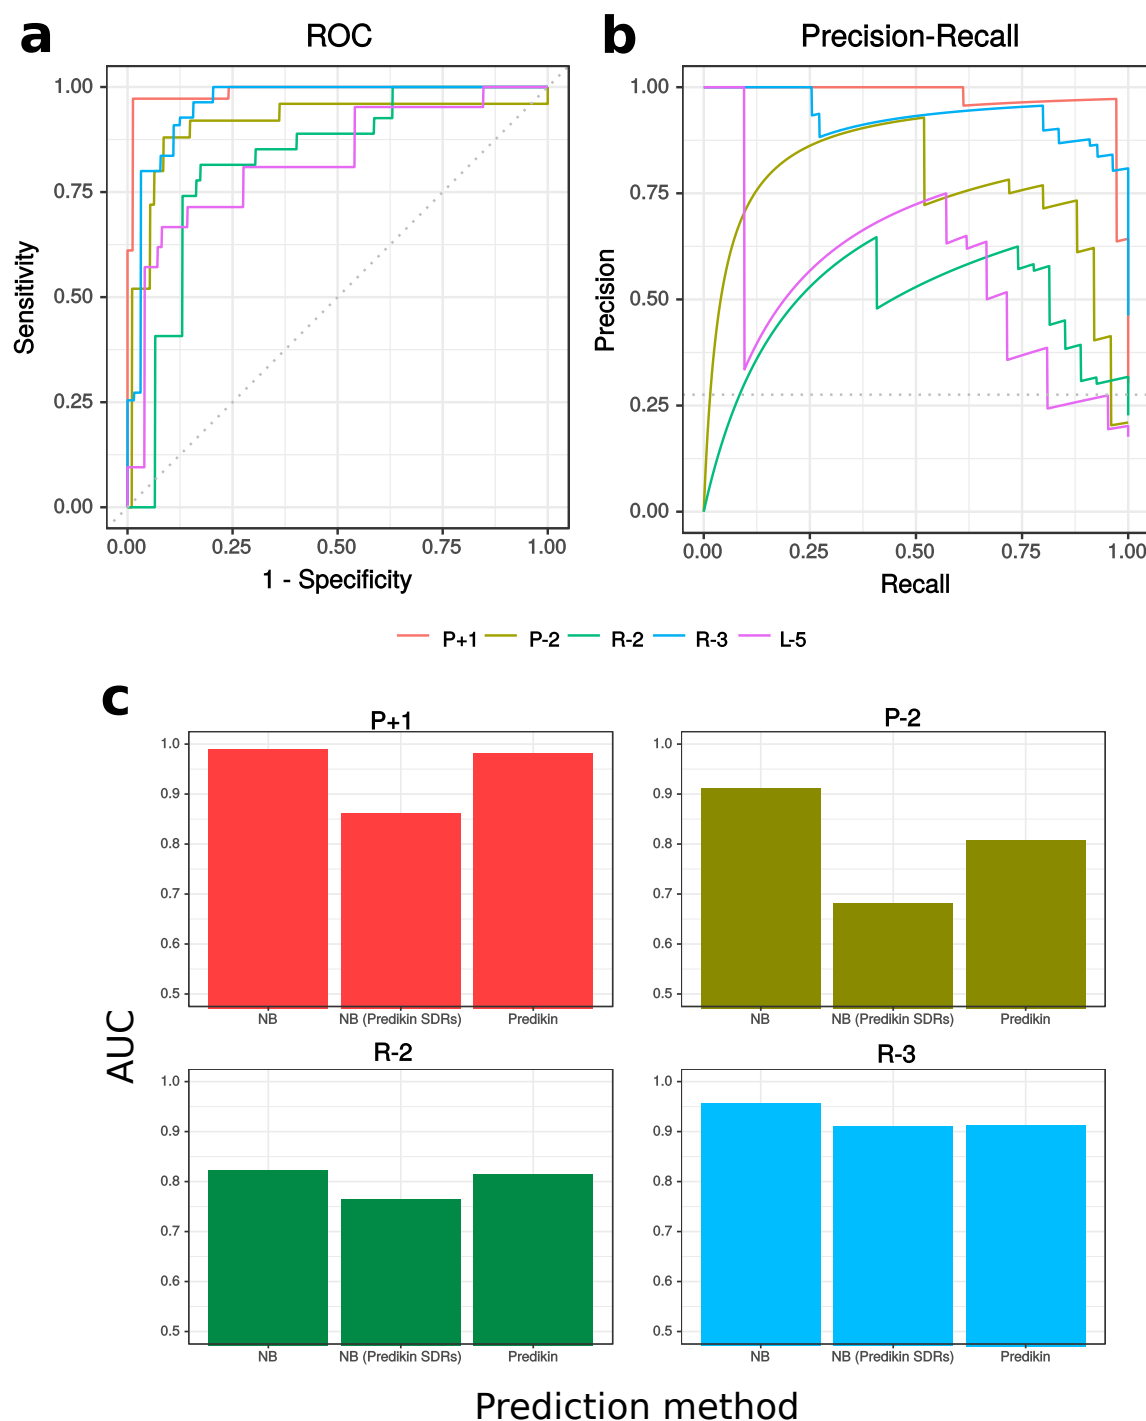 a
ROC
1.00
0.75
0.50
0.25
0.00
Sensitivity
0.00 0.25 0.50 0.75 1.00
1 - Specificity
b
Precision-Recall
1.00
0.75
0.50
0.25
0.00
Precision
0.00 0.25 0.50 0.75 1.00
Recall
P+1 P-2 R-2 R-3 L-5
c
AUC
P+1
1.0
0.9
0.8
0.7
0.6
0.5
NB NB (Predikin SDRs) Predikin
P-2
1.0
0.9
0.8
0.7
0.6
0.5
NB NB (Predikin SDRs) Predikin
R-2
1.0
0.9
0.8
0.7
0.6
0.5
NB NB (Predikin SDRs) Predikin
R-3
1.0
0.9
0.8
0.7
0.6
0.5
NB NB (Predikin SDRs) Predikin
Prediction method